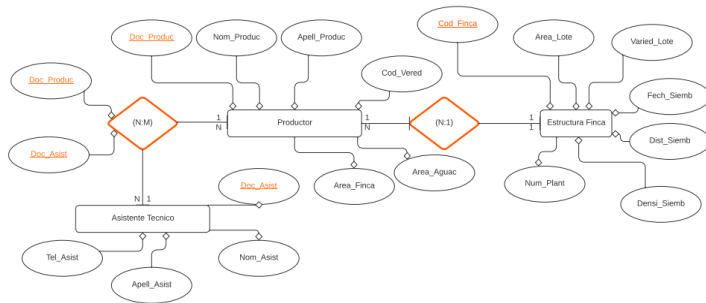 Doc_Produc
Nom_Produc
Apell_Produc
Cod_Finca
Area_Lote
Varied_Lote
Doc_Produc
Cod_Vered
Fech_Siemb
(N:M)
1
N
Productor
1
N
(N:1)
1
1
Estructura Finca
Dist_Siemb
Doc_Asist
Area_Finca
Area_Aguac
Num_Plant
Densi_Siemb
N
1
Doc_Asist
Asistente Tecnico
Tel_Asist
Apell_Asist
Nom_Asist